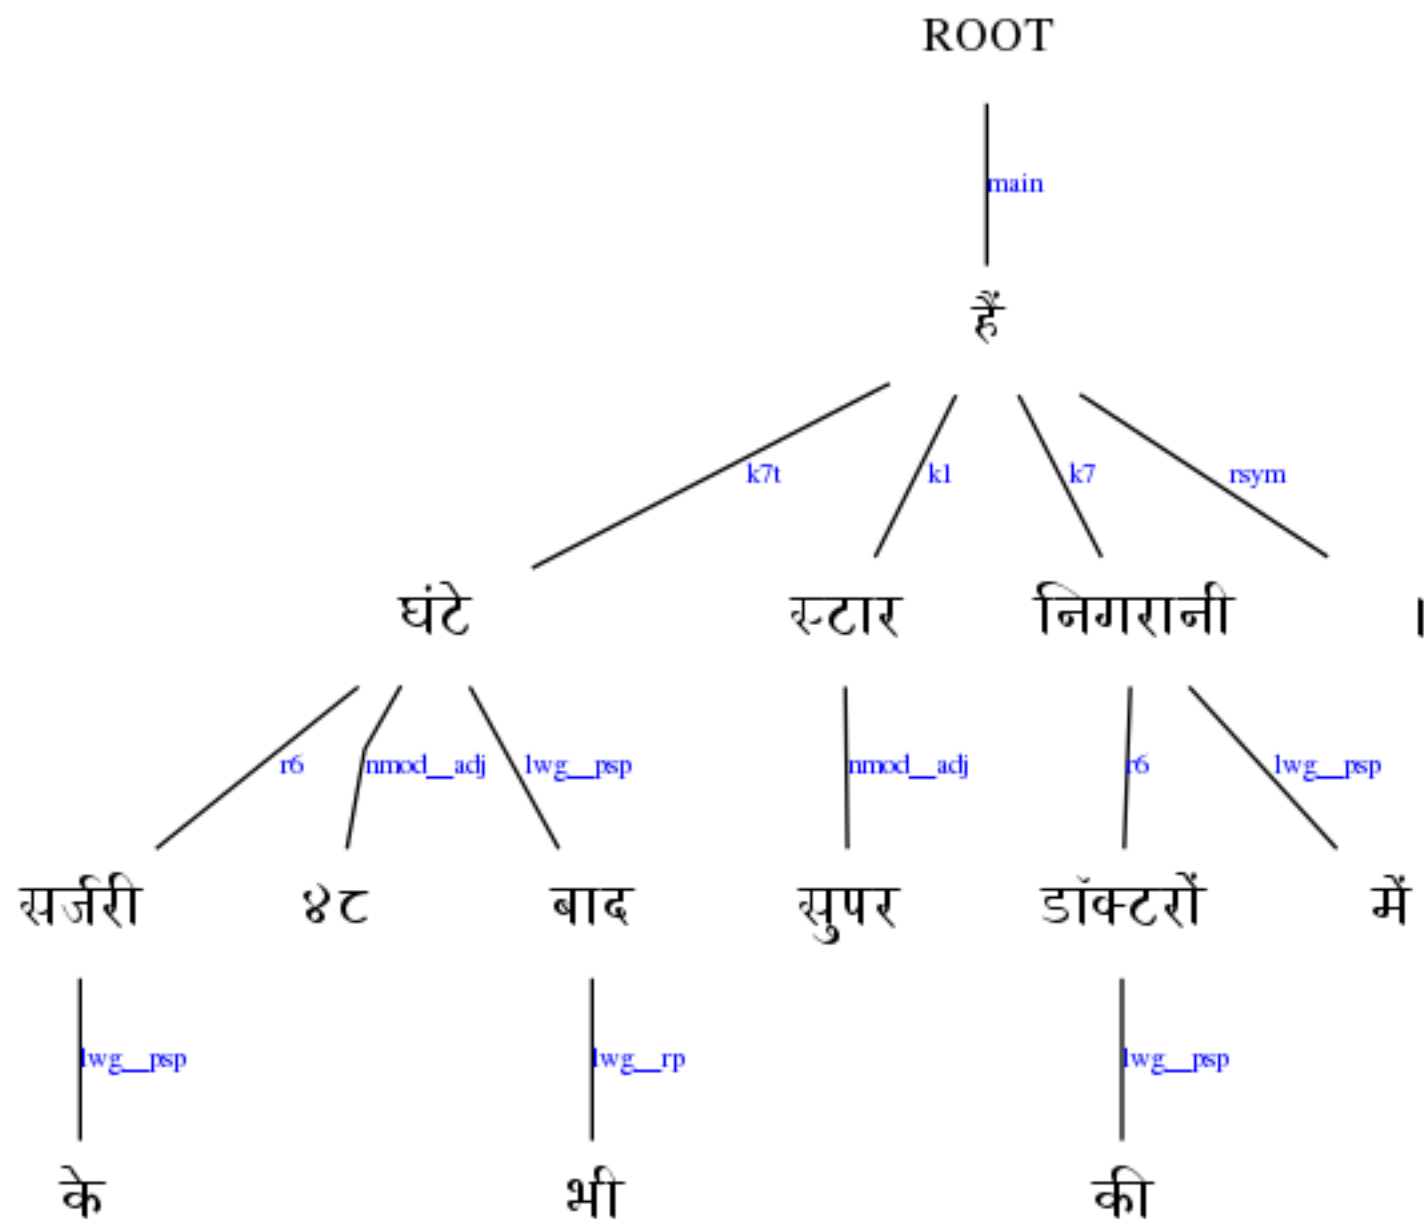 ROOT
main
हैं
k7t k1 k7 rsym
घंटे स्टार निगरानी ।
r6 nmod__adj lwg__psp nmod__adj r6 lwg__psp
सर्जरी ४८ बाद सुपर डॉक्टरों में
lwg__psp lwg__rp lwg__psp
के भी की